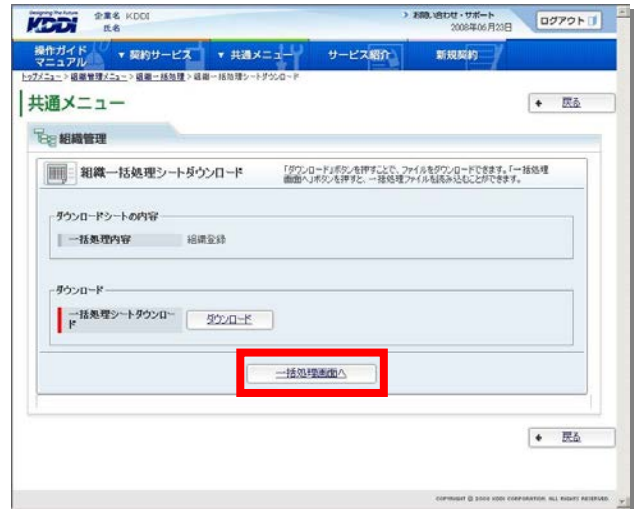 Designing The Future
KDDI
企業名 KDDI
氏名
お問い合わせ・サポート
2008年06月20日
ログアウト
操作ガイド
マニュアル
▼ 契約サービス
▼ 共通メニュー
サービス紹介
新規契約
トップメニュー > 組織管理メニュー > 組織一括処理 > 組織一括処理シートダウンロード
共通メニュー
戻る
組織管理
組織一括処理シートダウンロード
「ダウンロード」ボタンを押すことで、ファイルをダウンロードできます。「一括処理
画面へ」ボタンを押すと、一括処理ファイルを読み込むことができます。
ダウンロードシートの内容
一括処理内容
組織登録
ダウンロード
一括処理シートダウンロー
ド
ダウンロード
一括処理画面へ
戻る
COPYRIGHT © 2008 KDDI CORPORATION. ALL RIGHTS RESERVED.